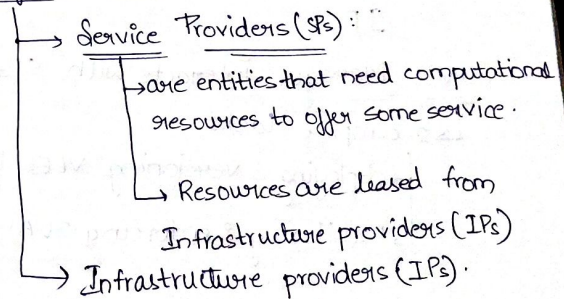 Service Providers (SPs) :
are entities that need computational
resources to offer some service.
Resources are leased from
Infrastructure providers (IPs)
Infrastructure providers (IPs).